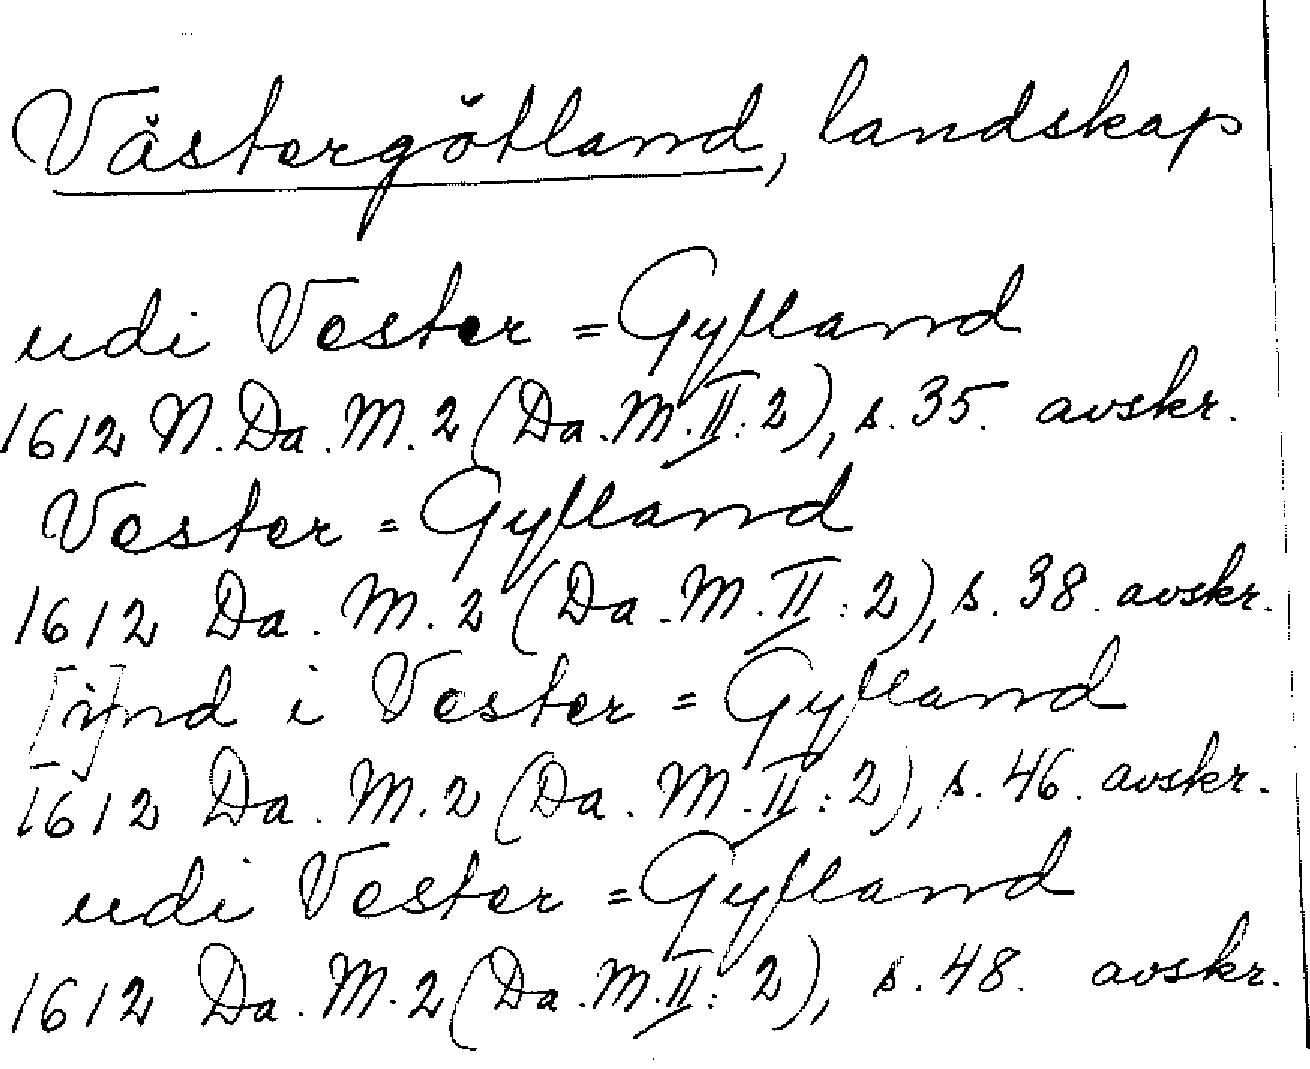 Västergötland, landskap
udi Vester=Gylland
1612 N.Da.M.2(Da.M.II:2), s.35. avskr.
Vester=Gylland
1612 Da.M.2(Da.M.II:2), s.38. avskr.
[i]nd i Vester=Gylland
1612 Da.M.2(Da.M.II:2), s.46. avskr.
udi Vester=Gylland
1612 Da.M.2(Da.M.II:2), s.48. avskr.